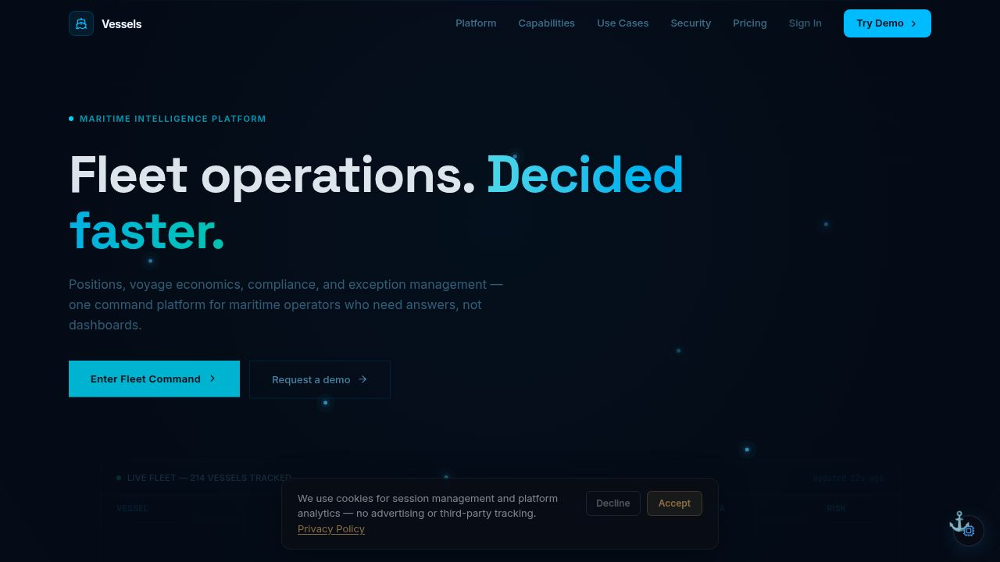 Vessels
Platform
Capabilities
Use Cases
Security
Pricing
Sign In
Try Demo
MARITIME INTELLIGENCE PLATFORM
Fleet operations. Decided
faster.
Positions, voyage economics, compliance, and exception management —
one command platform for maritime operators who need answers, not
dashboards.
Enter Fleet Command
Request a demo
LIVE FLEET — 214 VESSELS TRACKED
Updated 12s ago
VESSEL
RISK
We use cookies for session management and platform
analytics — no advertising or third-party tracking.
Privacy Policy
Decline
Accept